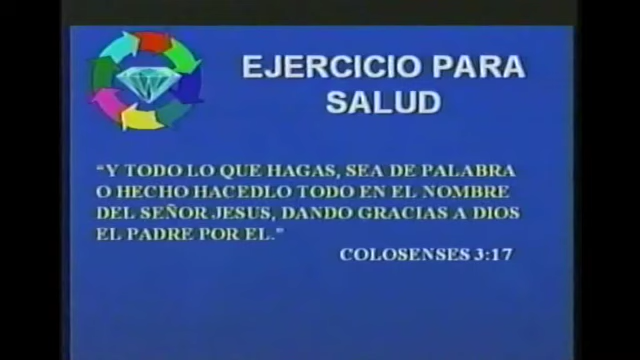 EJERCICIO PARA
SALUD
“Y TODO LO QUE HAGAS, SEA DE PALABRA
O HECHO HACEDLO TODO EN EL NOMBRE
DEL SEÑOR JESUS, DANDO GRACIAS A DIOS
EL PADRE POR EL.”
COLOSENSES 3:17